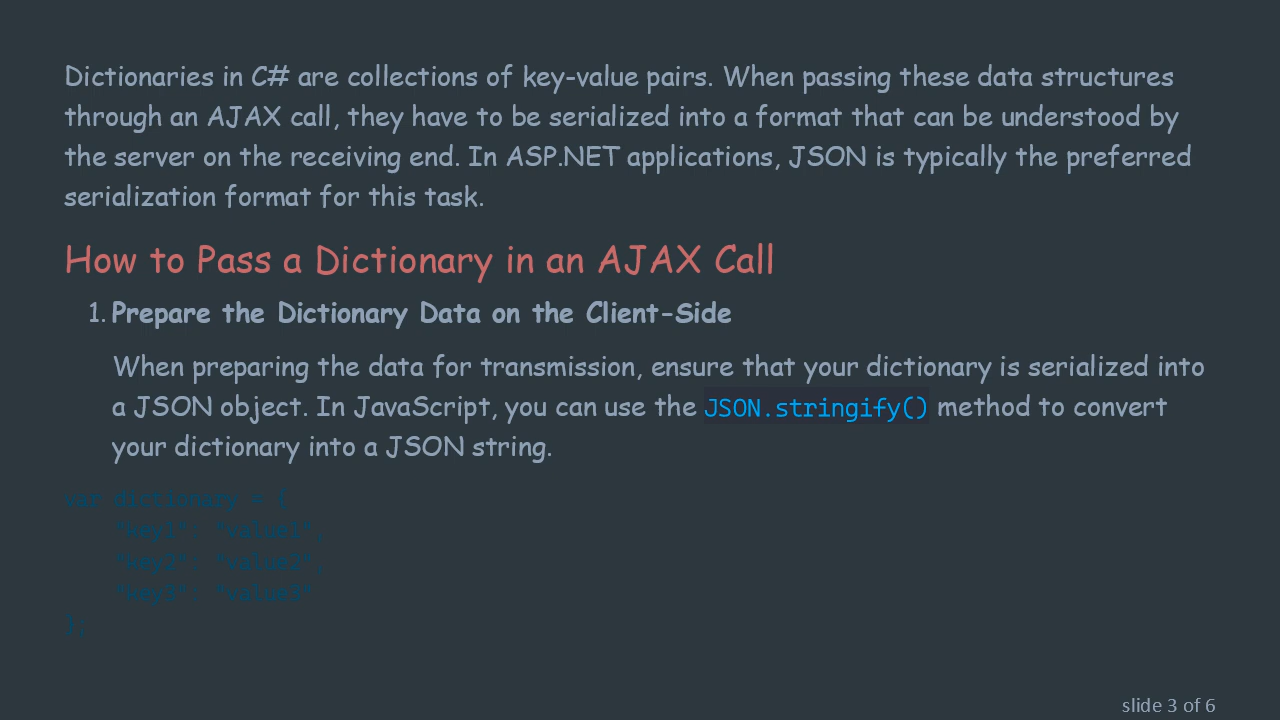 Dictionaries in C# are collections of key-value pairs. When passing these data structures
through an AJAX call, they have to be serialized into a format that can be understood by
the server on the receiving end. In ASP.NET applications, JSON is typically the preferred
serialization format for this task.
How to Pass a Dictionary in an AJAX Call
1. Prepare the Dictionary Data on the Client-Side
When preparing the data for transmission, ensure that your dictionary is serialized into
a JSON object. In JavaScript, you can use the JSON.stringify() method to convert
your dictionary into a JSON string.
var dictionary = {
    "key1": "value1",
    "key2": "value2",
    "key3": "value3"
};
slide 3 of 6